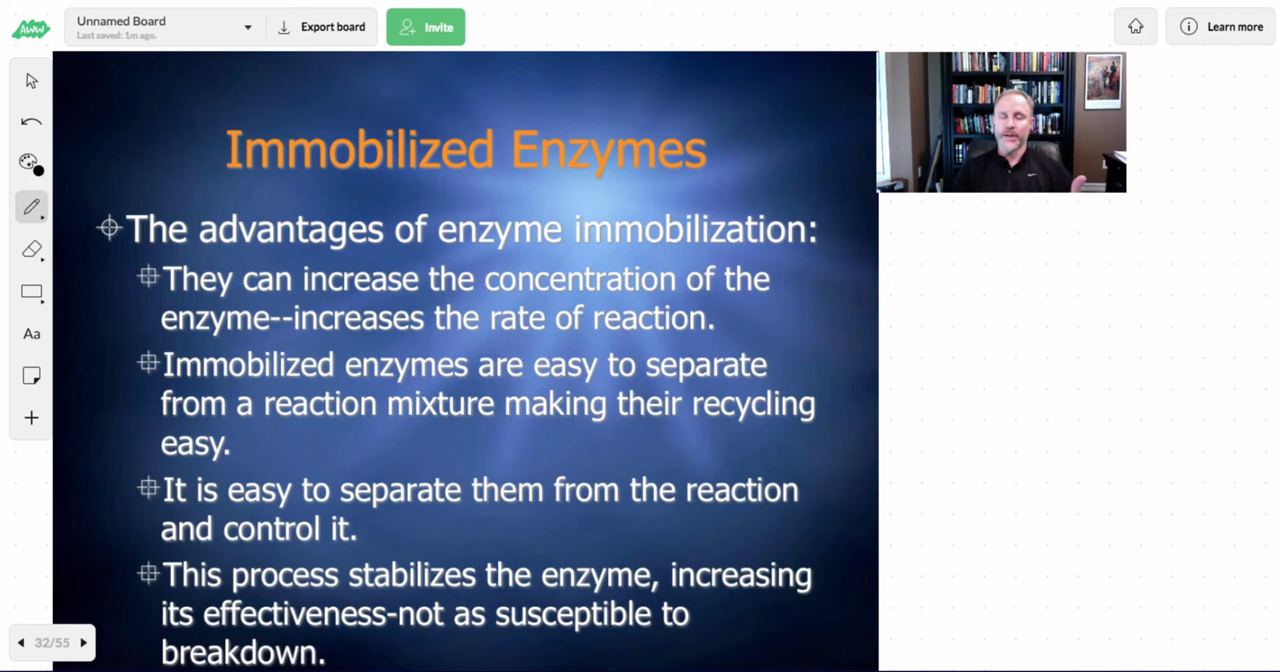 AWW
Unnamed Board
Last saved: 1m ago.
Export board
Invite
Learn more
Immobilized Enzymes
The advantages of enzyme immobilization:
They can increase the concentration of the
enzyme--increases the rate of reaction.
Immobilized enzymes are easy to separate
from a reaction mixture making their recycling
easy.
It is easy to separate them from the reaction
and control it.
This process stabilizes the enzyme, increasing
its effectiveness-not as susceptible to
breakdown.
Aa
32/55